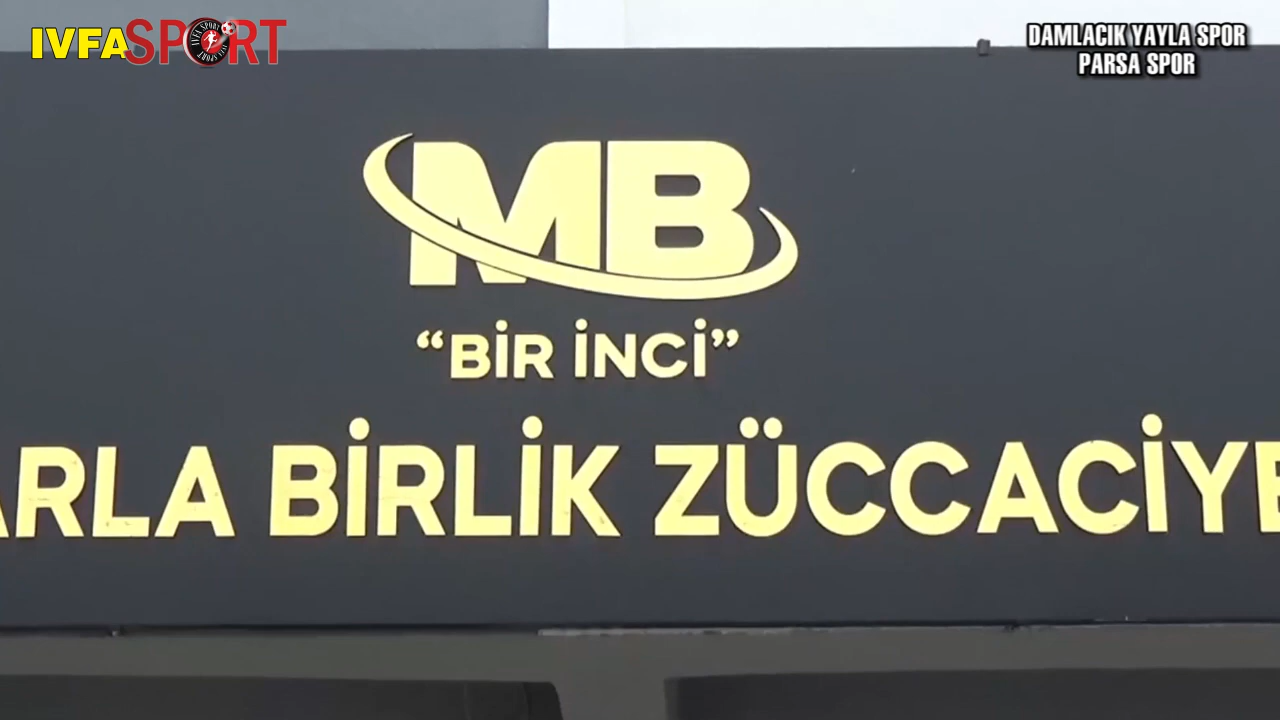 IVFASPORT
DAMLACIK YAYLA SPOR
PARSA SPOR
MB
“BİR İNCİ”
ARLA BİRLİK ZÜCCACİYE